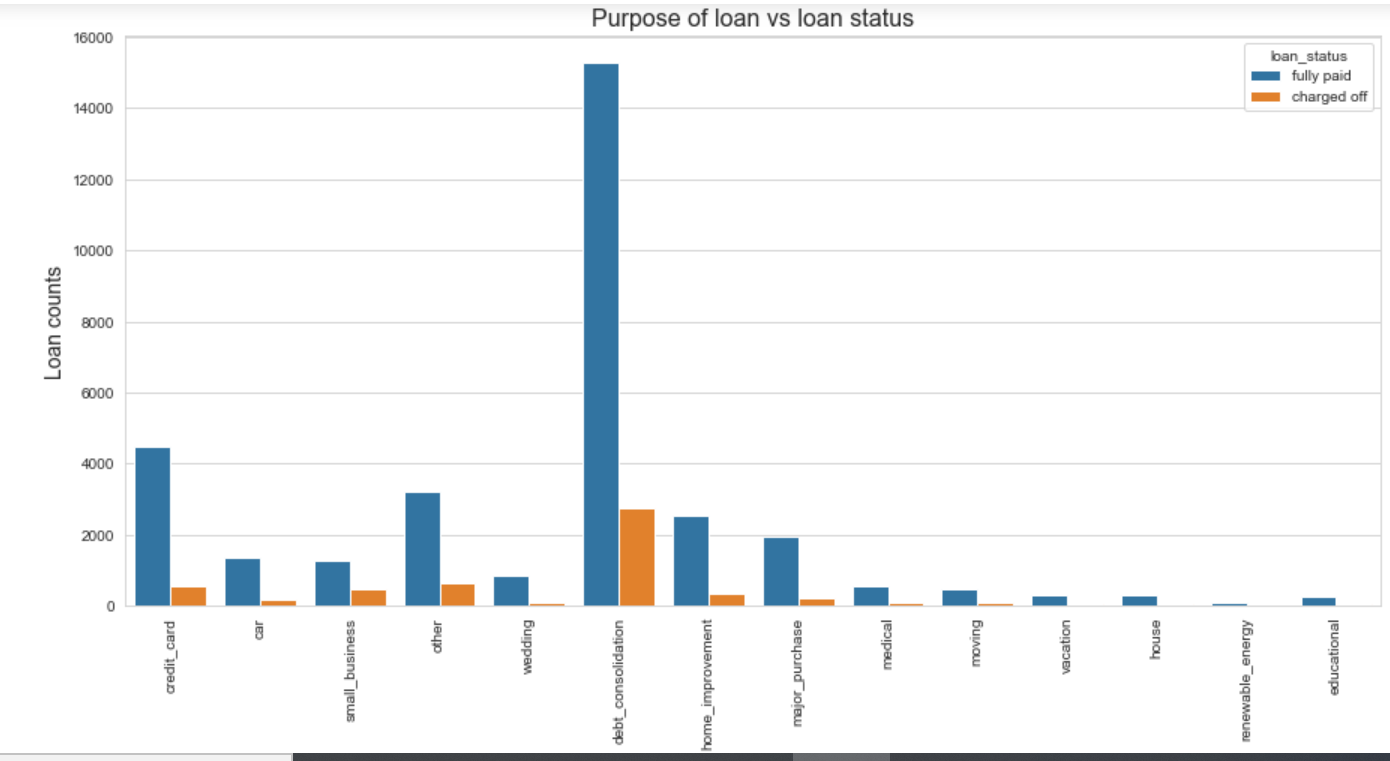 Purpose of loan vs loan status
16000
14000
12000
10000
8000
6000
4000
2000
0
Loan counts
loan_status
fully paid
charged off
credit_card
car
small_business
other
wedding
debt_consolidation
home_improvement
major_purchase
medical
moving
vacation
house
renewable_energy
educational